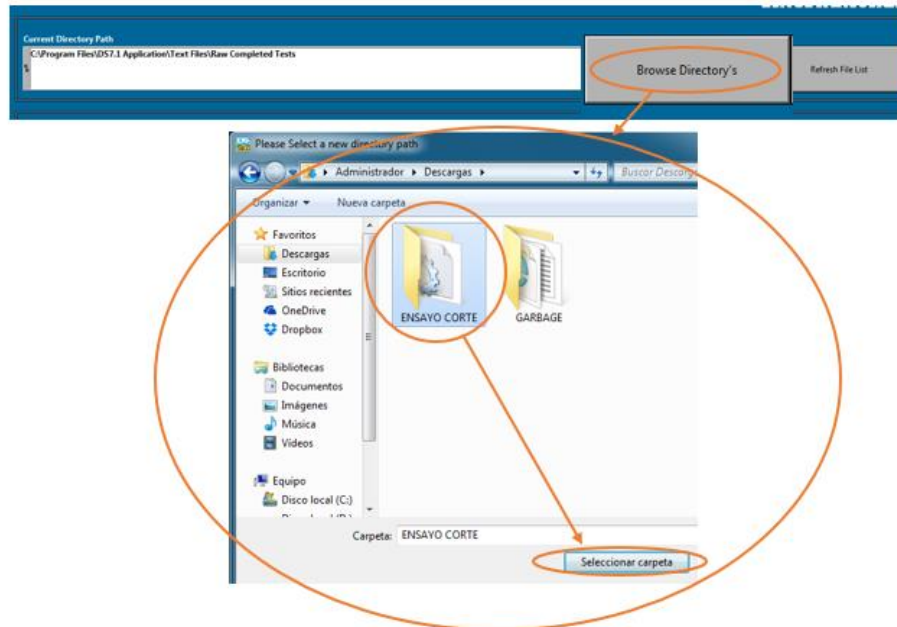 Current Directory Path
C:\Program Files\DS7.1 Application\Text Files\Raw Completed Tests
Browse Directory's
Refresh File List
Please Select a new directory path
Administrador Descargas
Buscar Descargas
Organizar Nueva carpeta
Favoritos
Descargas
Escritorio
Sitios recientes
OneDrive
Dropbox
Bibliotecas
Documentos
Imágenes
Música
Vídeos
Equipo
Disco local (C:)
ENSAYO CORTE
GARBAGE
Carpeta: ENSAYO CORTE
Seleccionar carpeta